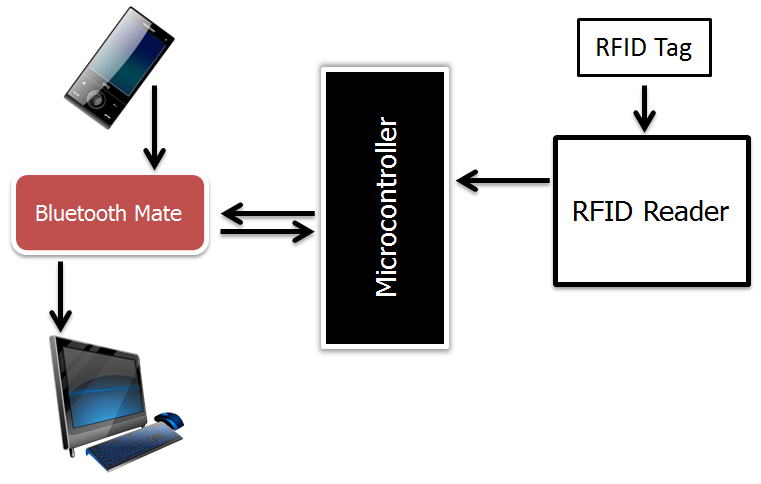 RFID Tag
Bluetooth Mate
Microcontroller
RFID Reader